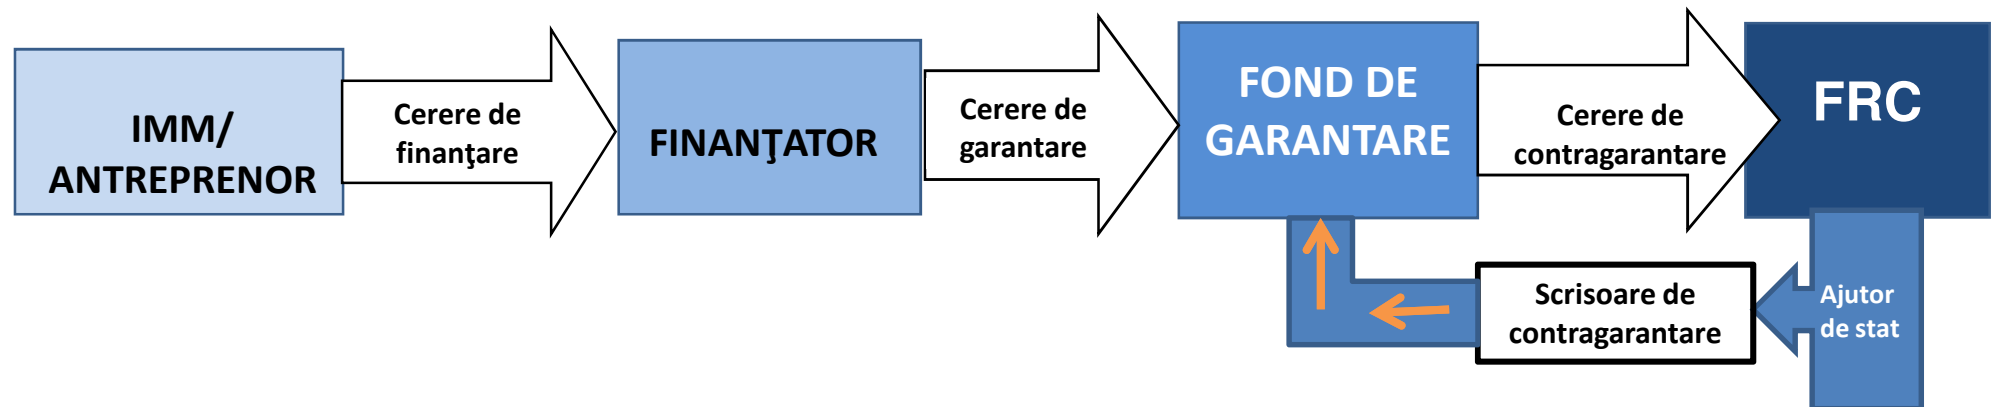 IMM/
ANTREPRENOR
Cerere de
finanţare
FINANŢATOR
Cerere de
garantare
FOND DE
GARANTARE
Cerere de
contragarantare
FRC
Scrisoare de
contragarantare
Ajutor
de stat